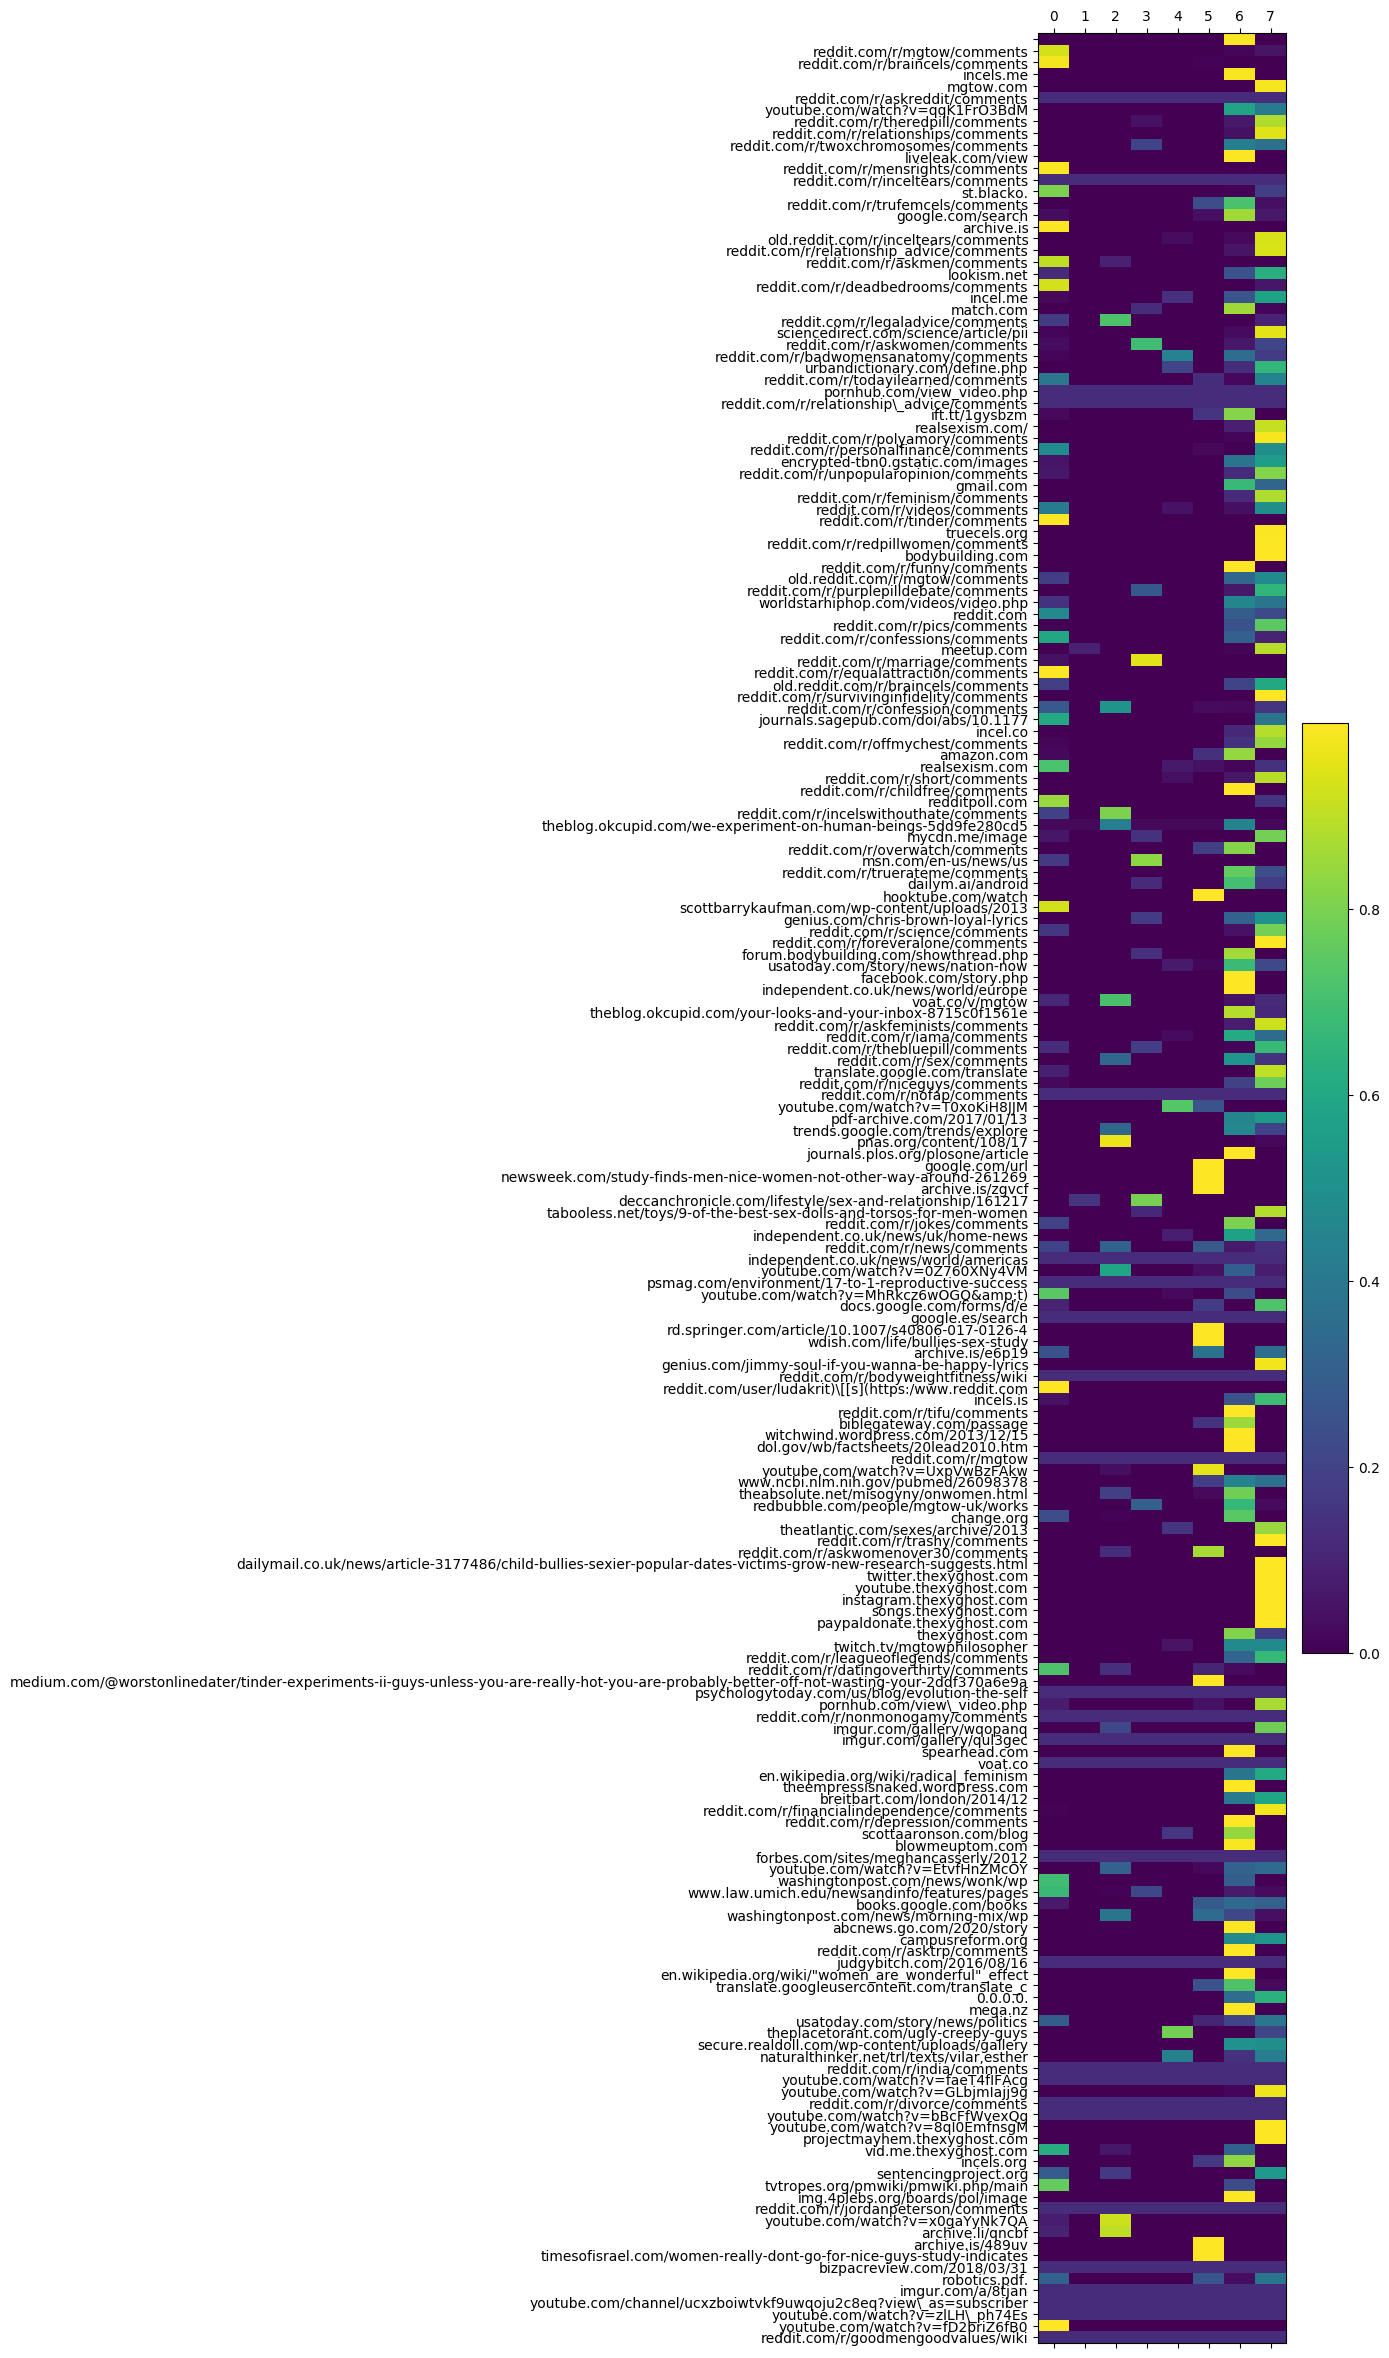 0 1 2 3 4 5 6 7
reddit.com/r/mgtow/comments
reddit.com/r/braincels/comments
incels.me
mgtow.com
reddit.com/r/askreddit/comments
youtube.com/watch?v=qgK1FrO3BdM
reddit.com/r/theredpill/comments
reddit.com/r/relationships/comments
reddit.com/r/twoxchromosomes/comments
liveleak.com/view
reddit.com/r/mensrights/comments
reddit.com/r/inceltears/comments
st.blacko.
reddit.com/r/trufemcels/comments
google.com/search
archive.is
old.reddit.com/r/inceltears/comments
reddit.com/r/relationship_advice/comments
reddit.com/r/askmen/comments
lookism.net
reddit.com/r/deadbedrooms/comments
incel.me
match.com
reddit.com/r/legaladvice/comments
sciencedirect.com/science/article/pii
reddit.com/r/askwomen/comments
reddit.com/r/badwomensanatomy/comments
urbandictionary.com/define.php
reddit.com/r/todayilearned/comments
pornhub.com/view_video.php
reddit.com/r/relationship\_advice/comments
ift.tt/1gysbzm
realsexism.com/
reddit.com/r/polyamory/comments
reddit.com/r/personalfinance/comments
encrypted-tbn0.gstatic.com/images
reddit.com/r/unpopularopinion/comments
gmail.com
reddit.com/r/feminism/comments
reddit.com/r/videos/comments
reddit.com/r/tinder/comments
truecels.org
reddit.com/r/redpillwomen/comments
bodybuilding.com
reddit.com/r/funny/comments
old.reddit.com/r/mgtow/comments
reddit.com/r/purplepilldebate/comments
worldstarhiphop.com/videos/video.php
reddit.com
reddit.com/r/pics/comments
reddit.com/r/confessions/comments
meetup.com
reddit.com/r/marriage/comments
reddit.com/r/equalattraction/comments
old.reddit.com/r/braincels/comments
reddit.com/r/survivinginfidelity/comments
reddit.com/r/confession/comments
journals.sagepub.com/doi/abs/10.1177
incel.co
reddit.com/r/offmychest/comments
amazon.com
realsexism.com
reddit.com/r/short/comments
reddit.com/r/childfree/comments
redditpoll.com
reddit.com/r/incelswithouthate/comments
theblog.okcupid.com/we-experiment-on-human-beings-5dd9fe280cd5
mycdn.me/image
reddit.com/r/overwatch/comments
msn.com/en-us/news/us
reddit.com/r/truerateme/comments
dailym.ai/android
hooktube.com/watch
scottbarrykaufman.com/wp-content/uploads/2013
genius.com/chris-brown-loyal-lyrics
reddit.com/r/science/comments
reddit.com/r/foreveralone/comments
forum.bodybuilding.com/showthread.php
usatoday.com/story/news/nation-now
facebook.com/story.php
independent.co.uk/news/world/europe
voat.co/v/mgtow
theblog.okcupid.com/your-looks-and-your-inbox-8715c0f1561e
reddit.com/r/askfeminists/comments
reddit.com/r/iama/comments
reddit.com/r/thebluepill/comments
reddit.com/r/sex/comments
translate.google.com/translate
reddit.com/r/niceguys/comments
reddit.com/r/nofap/comments
youtube.com/watch?v=T0xoKiH8JJM
pdf-archive.com/2017/01/13
trends.google.com/trends/explore
pnas.org/content/108/17
journals.plos.org/plosone/article
google.com/url
newsweek.com/study-finds-men-nice-women-not-other-way-around-261269
archive.is/zgvcf
deccanchronicle.com/lifestyle/sex-and-relationship/161217
tabooless.net/toys/9-of-the-best-sex-dolls-and-torsos-for-men-women
reddit.com/r/jokes/comments
independent.co.uk/news/uk/home-news
reddit.com/r/news/comments
independent.co.uk/news/world/americas
youtube.com/watch?v=0Z760XNy4VM
psmag.com/environment/17-to-1-reproductive-success
youtube.com/watch?v=MhRkcz6wOGQ&amp;t)
docs.google.com/forms/d/e
google.es/search
rd.springer.com/article/10.1007/s40806-017-0126-4
wdish.com/life/bullies-sex-study
archive.is/e6p19
genius.com/jimmy-soul-if-you-wanna-be-happy-lyrics
reddit.com/r/bodyweightfitness/wiki
reddit.com/user/ludakrit)\[[s](https:/www.reddit.com
incels.is
reddit.com/r/tifu/comments
biblegateway.com/passage
witchwind.wordpress.com/2013/12/15
dol.gov/wb/factsheets/20lead2010.htm
reddit.com/r/mgtow
youtube.com/watch?v=UxpVwBzFAkw
www.ncbi.nlm.nih.gov/pubmed/26098378
theabsolute.net/misogyny/onwomen.html
redbubble.com/people/mgtow-uk/works
change.org
theatlantic.com/sexes/archive/2013
reddit.com/r/trashy/comments
reddit.com/r/askwomenover30/comments
dailymail.co.uk/news/article-3177486/child-bullies-sexier-popular-dates-victims-grow-new-research-suggests.html
twitter.thexyghost.com
youtube.thexyghost.com
instagram.thexyghost.com
songs.thexyghost.com
paypaldonate.thexyghost.com
thexyghost.com
twitch.tv/mgtowphilosopher
reddit.com/r/leagueoflegends/comments
reddit.com/r/datingoverthirty/comments
medium.com/@worstonlinedater/tinder-experiments-ii-guys-unless-you-are-really-hot-you-are-probably-better-off-not-wasting-your-2ddf370a6e9a
psychologytoday.com/us/blog/evolution-the-self
pornhub.com/view\_video.php
reddit.com/r/nonmonogamy/comments
imgur.com/gallery/wqopanq
imgur.com/gallery/qul3gec
spearhead.com
voat.co
en.wikipedia.org/wiki/radical_feminism
theempressisnaked.wordpress.com
breitbart.com/london/2014/12
reddit.com/r/financialindependence/comments
reddit.com/r/depression/comments
scottaaronson.com/blog
blowmeuptom.com
forbes.com/sites/meghancasserly/2012
youtube.com/watch?v=EtvfHnZMcOY
washingtonpost.com/news/wonk/wp
www.law.umich.edu/newsandinfo/features/pages
books.google.com/books
washingtonpost.com/news/morning-mix/wp
abcnews.go.com/2020/story
campusreform.org
reddit.com/r/asktrp/comments
judgybitch.com/2016/08/16
en.wikipedia.org/wiki/"women_are_wonderful"_effect
translate.googleusercontent.com/translate_c
0.0.0.0.
mega.nz
usatoday.com/story/news/politics
theplacetorant.com/ugly-creepy-guys
secure.realdoll.com/wp-content/uploads/gallery
naturalthinker.net/trl/texts/vilar,esther
reddit.com/r/india/comments
youtube.com/watch?v=faeT4fIFAcg
youtube.com/watch?v=GLbjmIajj9g
reddit.com/r/divorce/comments
youtube.com/watch?v=bBcFfWvexQg
youtube.com/watch?v=8ql0EmfnsgM
projectmayhem.thexyghost.com
vid.me.thexyghost.com
incels.org
sentencingproject.org
tvtropes.org/pmwiki/pmwiki.php/main
img.4plebs.org/boards/pol/image
reddit.com/r/jordanpeterson/comments
youtube.com/watch?v=x0gaYyNk7QA
archive.li/qncbf
archive.is/489uv
timesofisrael.com/women-really-dont-go-for-nice-guys-study-indicates
bizpacreview.com/2018/03/31
robotics.pdf.
imgur.com/a/8tjan
youtube.com/channel/ucxzboiwtvkf9uwqoju2c8eq?view\_as=subscriber
youtube.com/watch?v=zlLH\_ph74Es
youtube.com/watch?v=fD2briZ6fB0
reddit.com/r/goodmengoodvalues/wiki
0.8
0.6
0.4
0.2
0.0